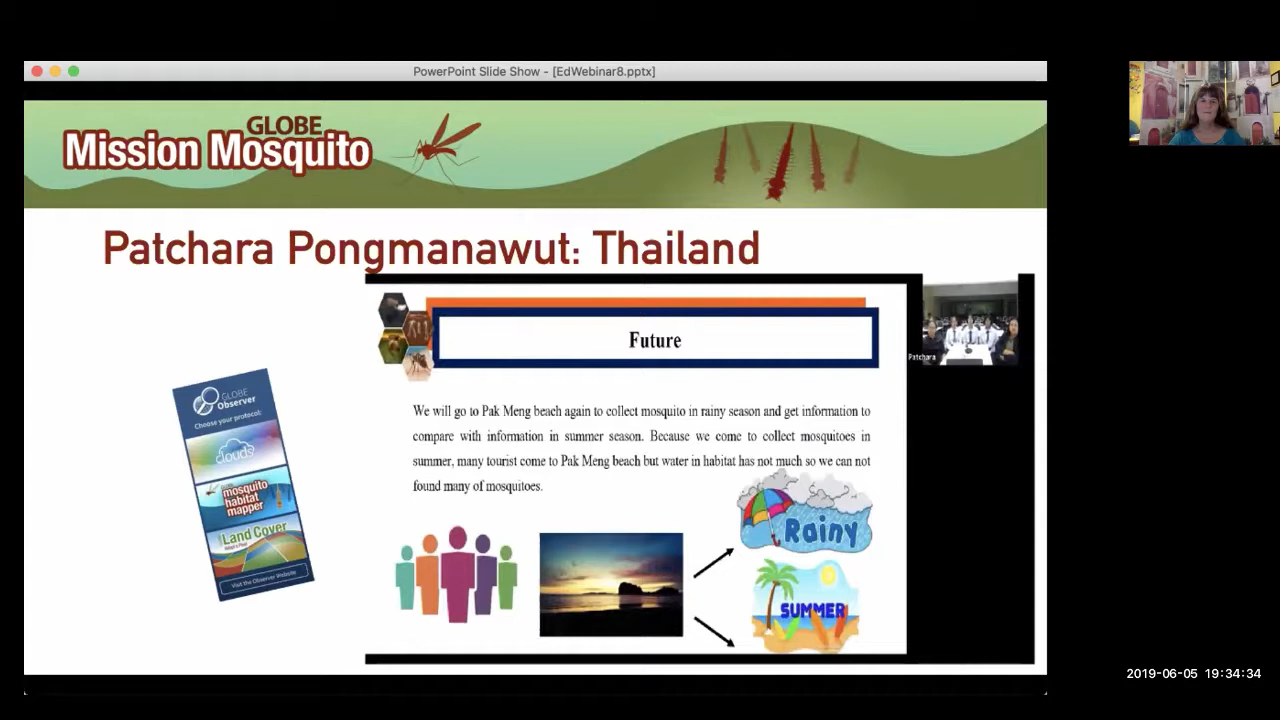 PowerPoint Slide Show - [EdWebinar8.pptx]
GLOBE
Mission Mosquito
Patchara Pongmanawut: Thailand
Future
Patchara
We will go to Pak Meng beach again to collect mosquito in rainy season and get information to
compare with information in summer season. Because we come to collect mosquitoes in
summer, many tourist come to Pak Meng beach but water in habitat has not much so we can not
found many of mosquitoes.
Rainy
SUMMER
GLOBE
Observer
Choose your protocol:
clouds
mosquito
habitat
mapper
Land Cover
Visit the Observer Website
2019-06-05 19:34:34